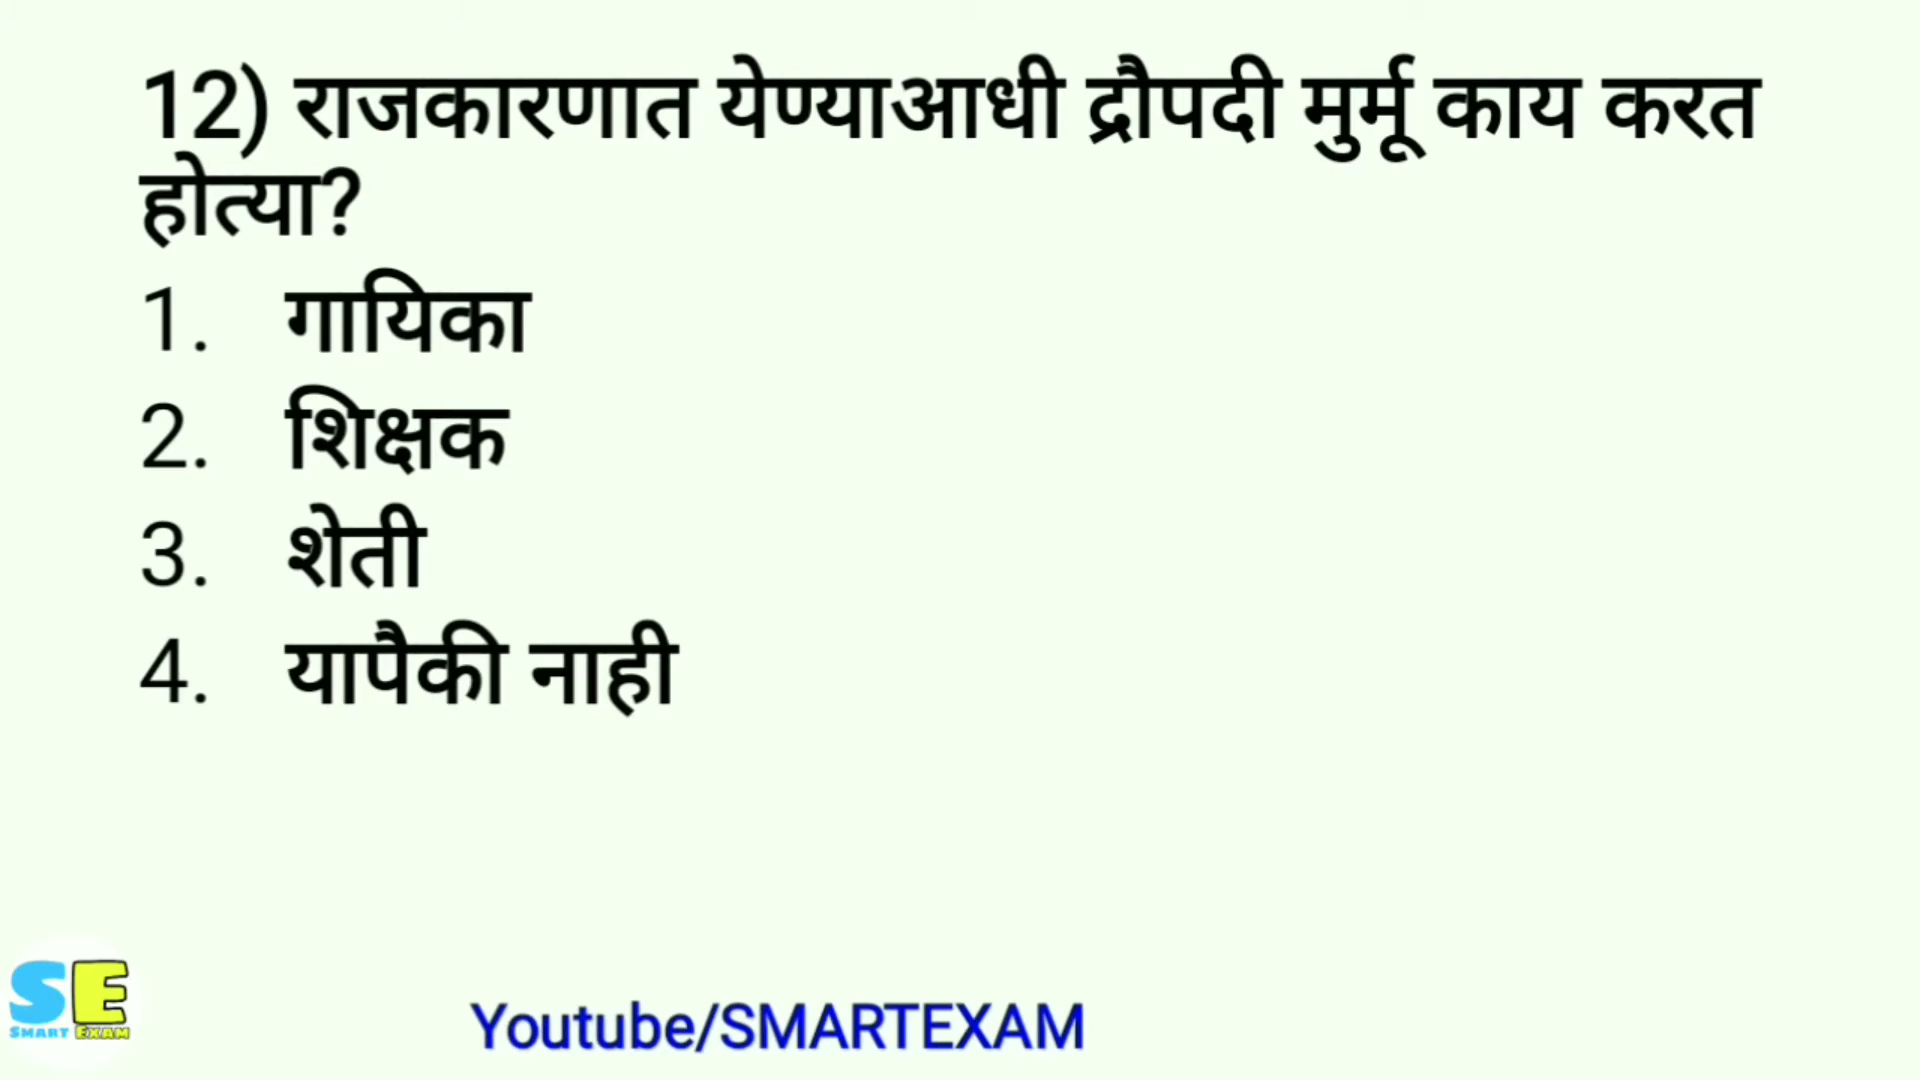 12) राजकारणात येण्याआधी द्रौपदी मुर्मू काय करत
होत्या?
1. गायिका
2. शिक्षक
3. शेती
4. यापैकी नाही
SE
SMART EXAM
Youtube/SMARTEXAM